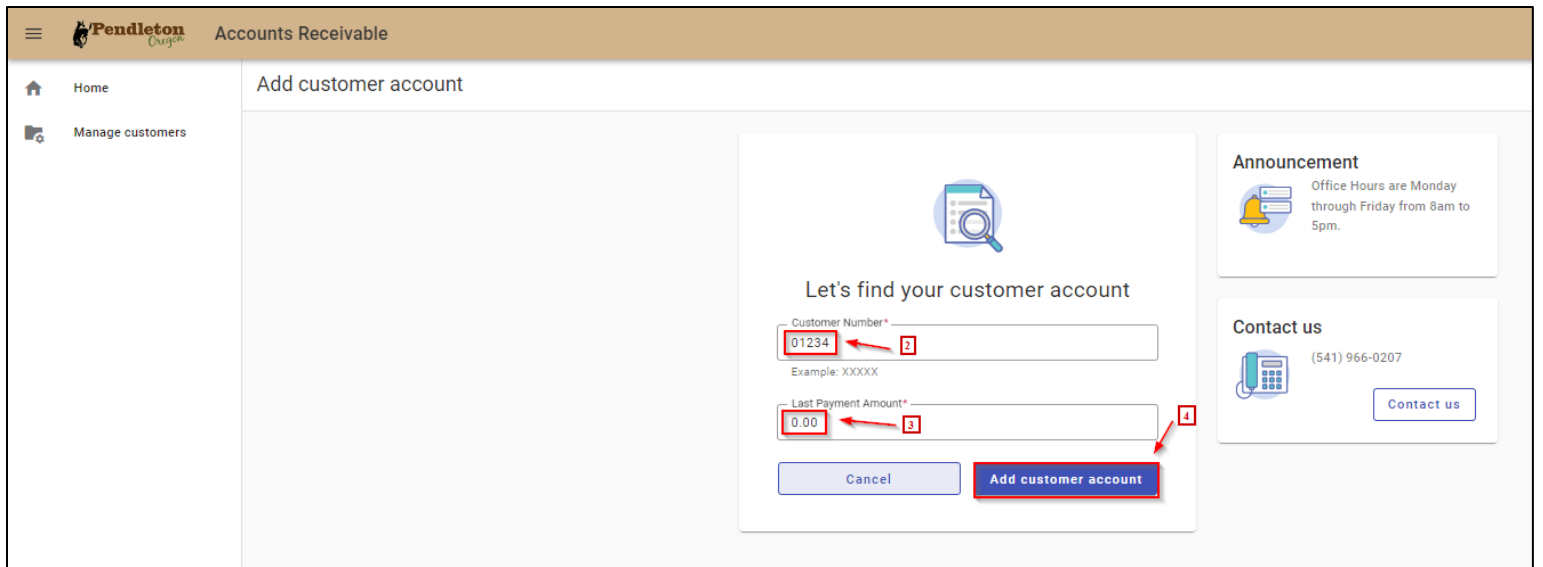 Pendleton
Oregon
Accounts Receivable
Home
Manage customers
Add customer account
Let's find your customer account
Customer Number*
01234
2
Example: XXXXX
Last Payment Amount*
0.00
3
4
Cancel
Add customer account
Announcement
Office Hours are Monday
through Friday from 8am to
5pm.
Contact us
(541) 966-0207
Contact us